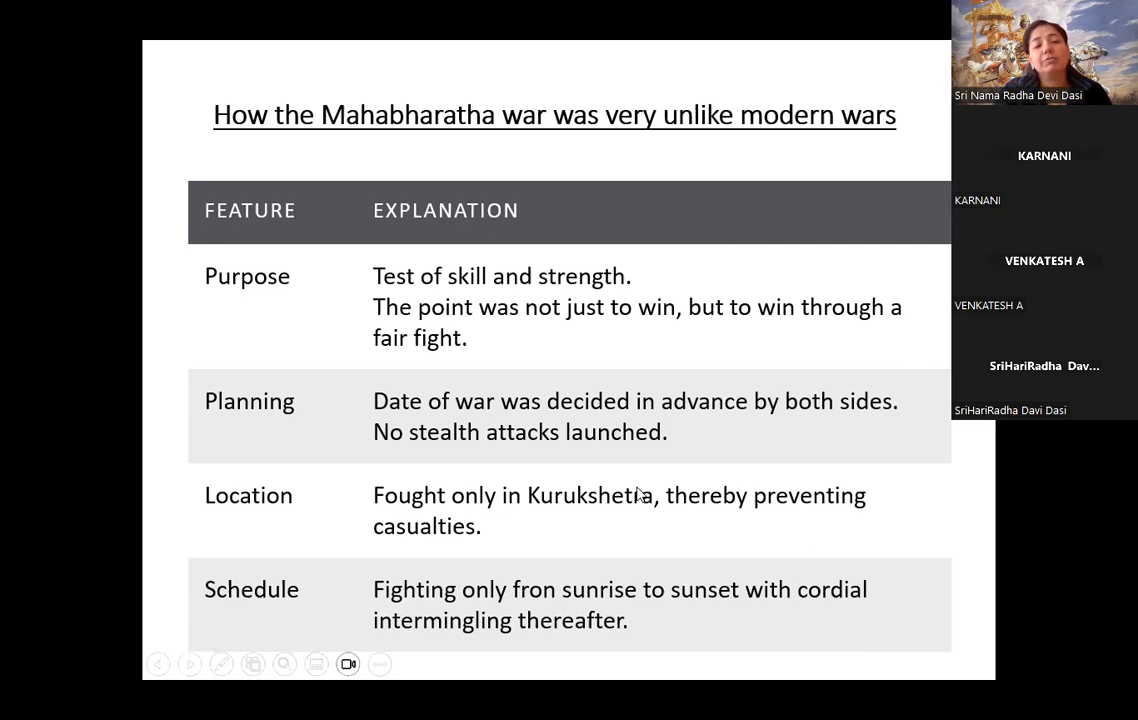 How the Mahabharatha war was very unlike modern wars
FEATURE EXPLANATION
Purpose Test of skill and strength.
The point was not just to win, but to win through a
fair fight.
Planning Date of war was decided in advance by both sides.
No stealth attacks launched.
Location Fought only in Kurukshetra, thereby preventing
casualties.
Schedule Fighting only fron sunrise to sunset with cordial
intermingling thereafter.
Sri Nama Radha Devi Dasi
KARNANI
KARNANI
VENKATESH A
VENKATESH A
SriHariRadha Dav...
SriHariRadha Davi Dasi